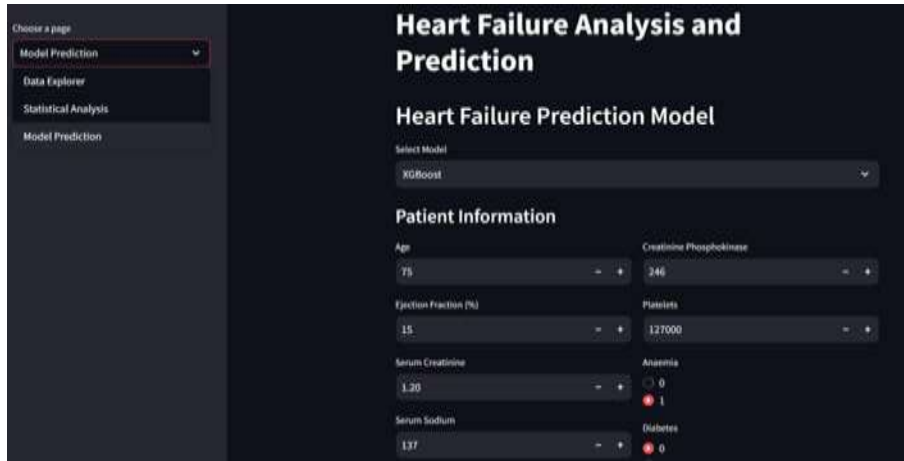 Choose a page
Model Prediction
Data Explorer
Statistical Analysis
Model Prediction
Heart Failure Analysis and
Prediction
Heart Failure Prediction Model
Select Model
XGBoost
Patient Information
Age
75 - +
Creatinine Phosphokinase
246 - +
Ejection Fraction (%)
15 - +
Platelets
127000 - +
Serum Creatinine
1.20 - +
Anaemia
0
1
Serum Sodium
137 - +
Diabetes
0